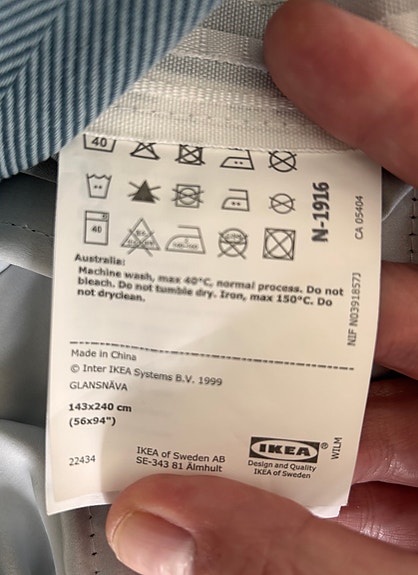 40
40
Australia:
Machine wash, max 40°C, normal process. Do not
bleach. Do not tumble dry. Iron, max 150°C. Do
not dryclean.
Made in China
© Inter IKEA Systems B.V. 1999
GLANSNÄVA
143x240 cm
(56x94")
22434
IKEA of Sweden AB
SE-343 81 Älmhult
IKEA®
Design and Quality
IKEA of Sweden
N-1916
CA 05404
NIF N0391857J
WILM